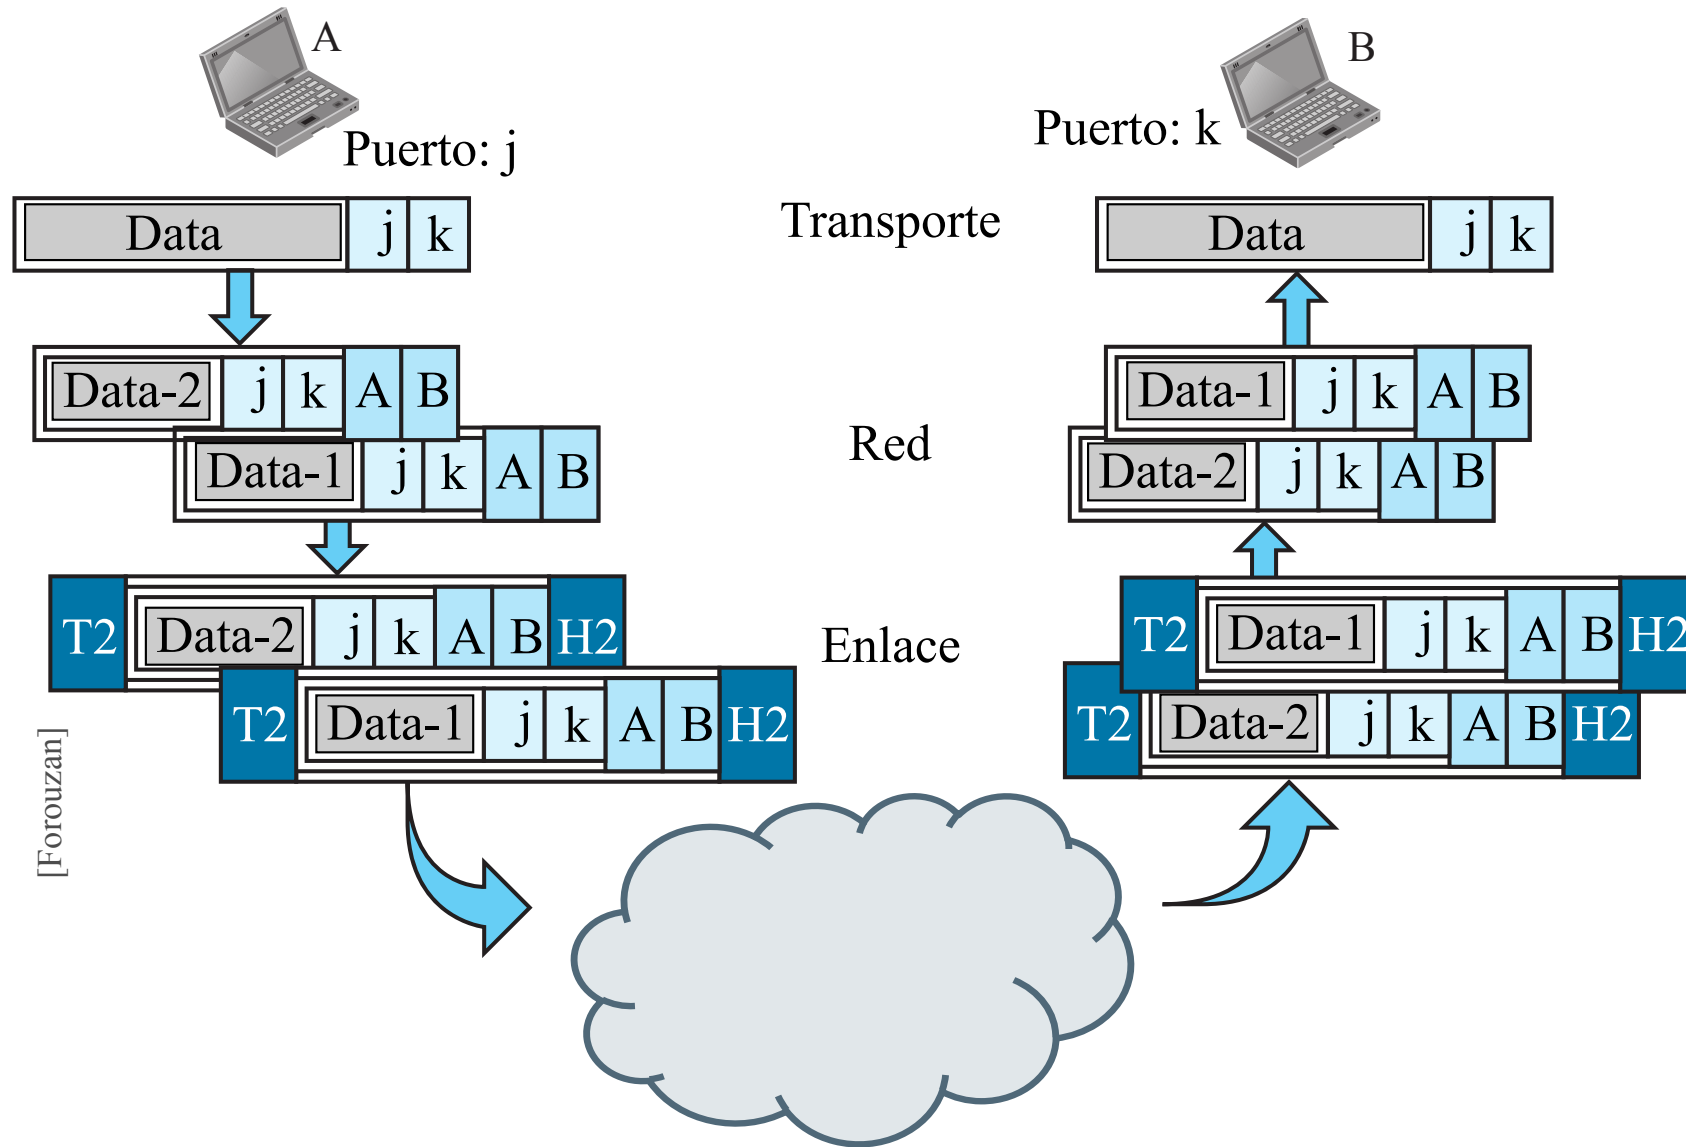 A
B
Puerto: j
Puerto: k
Data j k
Transporte
Data j k
Data-2 j k A B
Data-1 j k A B
Red
Data-1 j k A B
Data-2 j k A B
T2 Data-2 j k A B H2
T2 Data-1 j k A B H2
Enlace
T2 Data-1 j k A B H2
T2 Data-2 j k A B H2
[Forouzan]